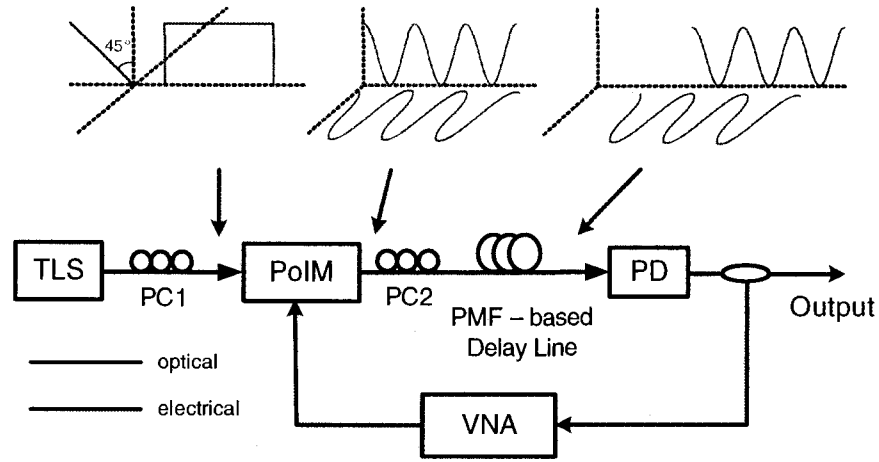 45°
TLS
PC1
PolM
PC2
PMF – based
Delay Line
PD
Output
optical
electrical
VNA